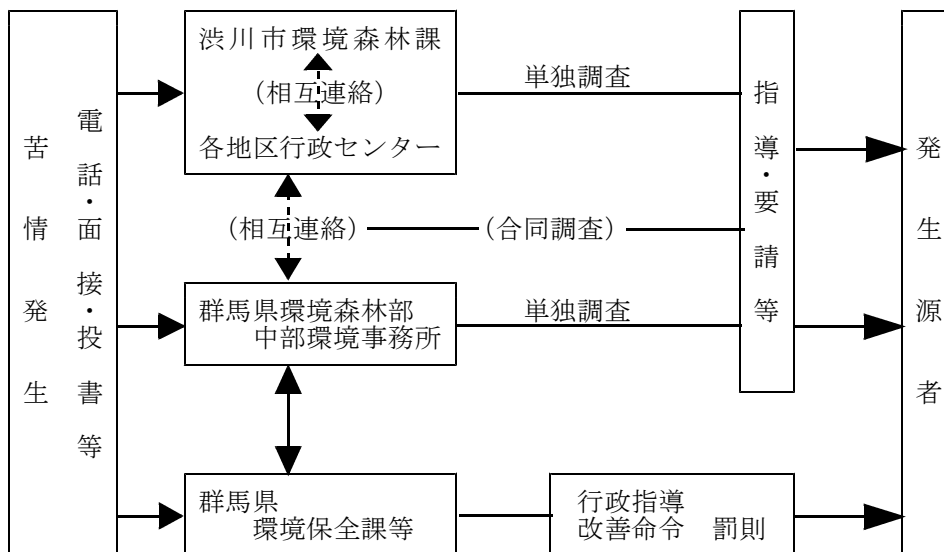 苦情発生
電話・面接・投書等
渋川市環境森林課
(相互連絡)
各地区行政センター
単独調査
(相互連絡)
(合同調査)
群馬県環境森林部
中部環境事務所
単独調査
群馬県
環境保全課等
行政指導
改善命令 罰則
指導・要請等
発生源者